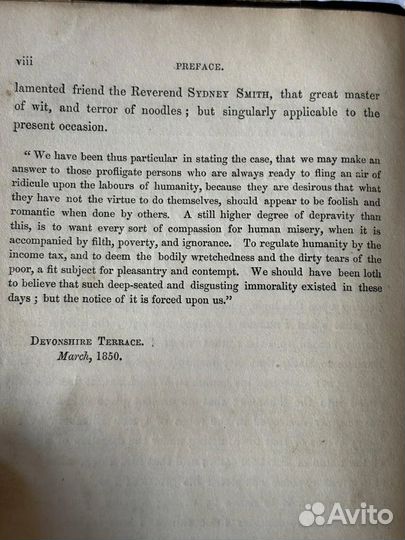 viii
PREFACE.
lamented friend the Reverend SYDNEY SMITH, that great master
of wit, and terror of noodles; but singularly applicable to the
present occasion.
“We have been thus particular in stating the case, that we may make an
answer to those profligate persons who are always ready to fling an air of
ridicule upon the labours of humanity, because they are desirous that what
they have not the virtue to do themselves, should appear to be foolish and
romantic when done by others. A still higher degree of depravity than
this, is to want every sort of compassion for human misery, when it is
accompanied by filth, poverty, and ignorance. To regulate humanity by the
income tax, and to deem the bodily wretchedness and the dirty tears of the
poor, a fit subject for pleasantry and contempt. We should have been loth
to believe that such deep-seated and disgusting immorality existed in these
days; but the notice of it is forced upon us.”
DEVONSHIRE TERRACE.
March, 1850.
Avito